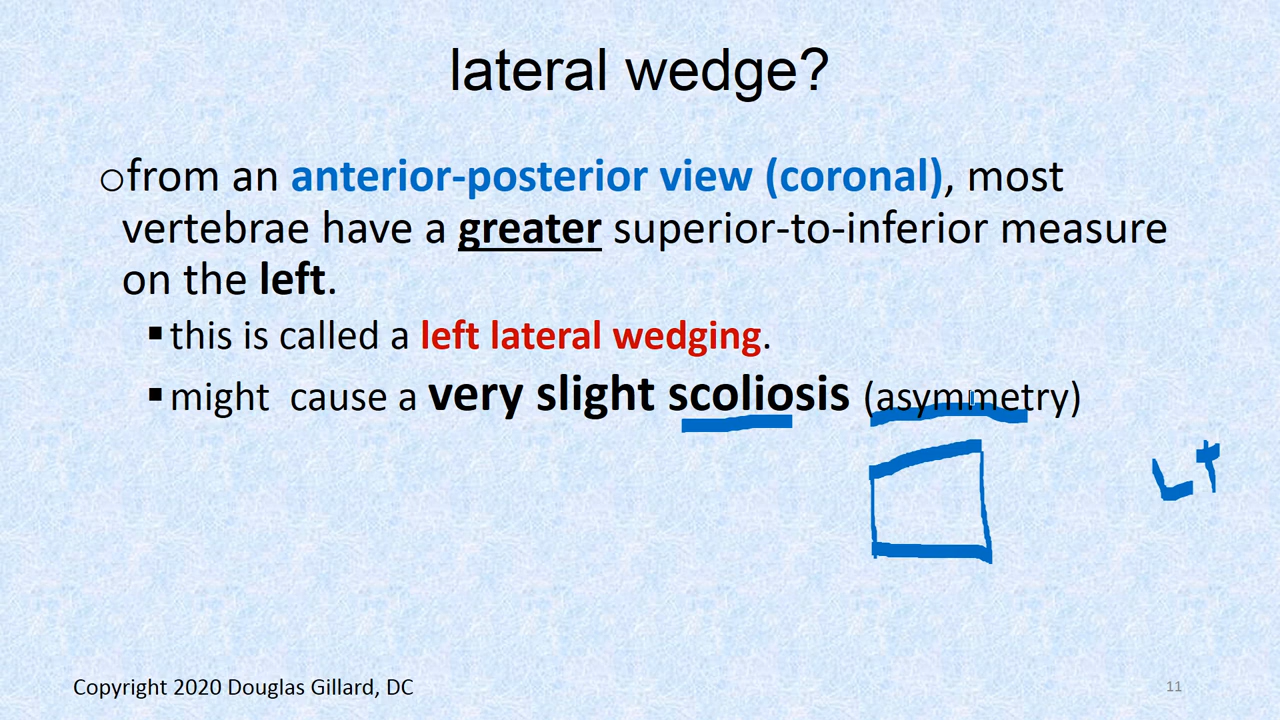 lateral wedge?
○from an anterior-posterior view (coronal), most
vertebrae have a greater superior-to-inferior measure
on the left.
▪this is called a left lateral wedging.
▪might cause a very slight scoliosis (asymmetry)
Lt
Copyright 2020 Douglas Gillard, DC
11